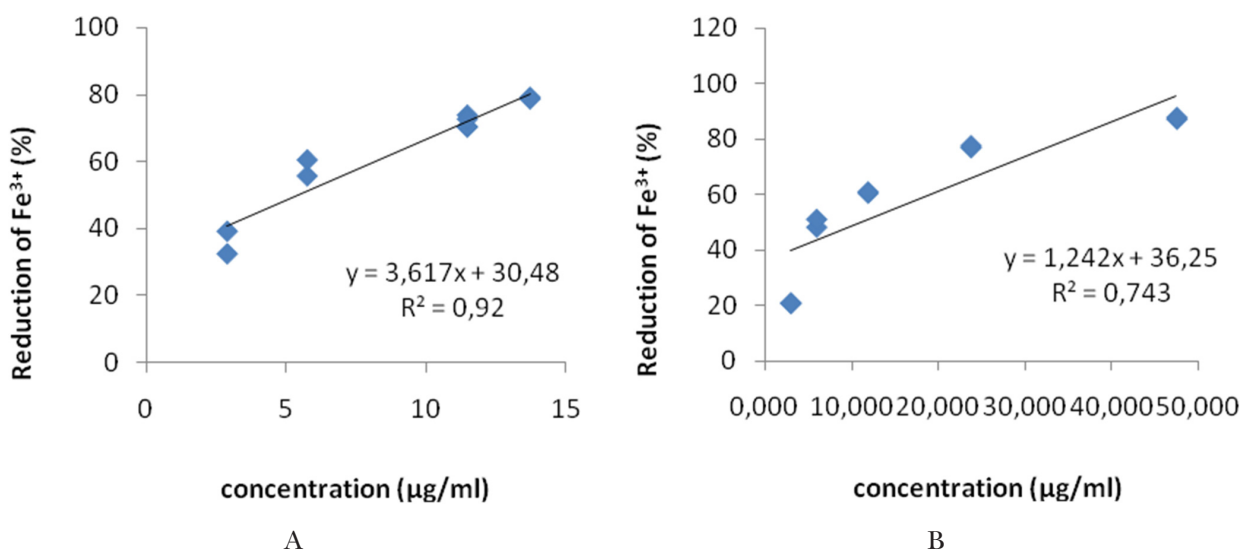 100
80
60
40
20
0
Reduction of Fe³⁺ (%)
y = 3,617x + 30,48
R² = 0,92
0 5 10 15
concentration (µg/ml)
A
120
100
80
60
40
20
0
Reduction of Fe³⁺ (%)
y = 1,242x + 36,25
R² = 0,743
0,000 10,000 20,000 30,000 40,000 50,000
concentration (µg/ml)
B